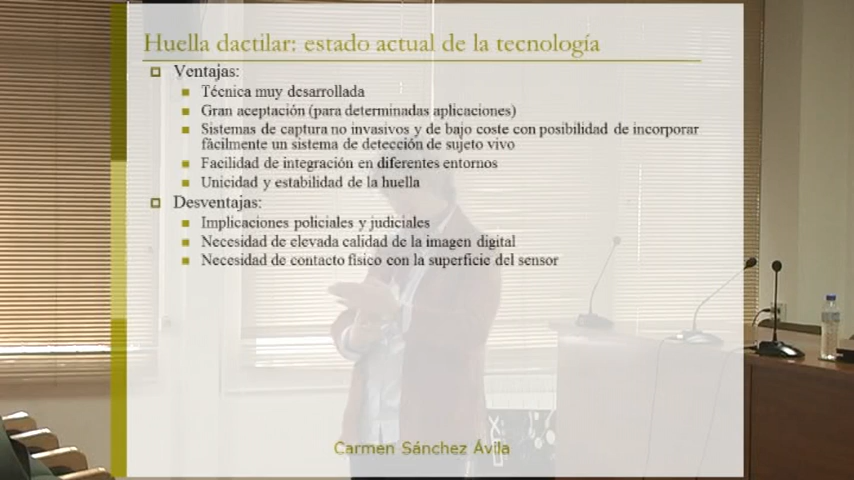 Huella dactilar: estado actual de la tecnología
Ventajas:
Técnica muy desarrollada
Gran aceptación (para determinadas aplicaciones)
Sistemas de captura no invasivos y de bajo coste con posibilidad de incorporar
fácilmente un sistema de detección de sujeto vivo
Facilidad de integración en diferentes entornos
Unicidad y estabilidad de la huella
Desventajas:
Implicaciones policiales y judiciales
Necesidad de elevada calidad de la imagen digital
Necesidad de contacto físico con la superficie del sensor
Carmen Sánchez Ávila